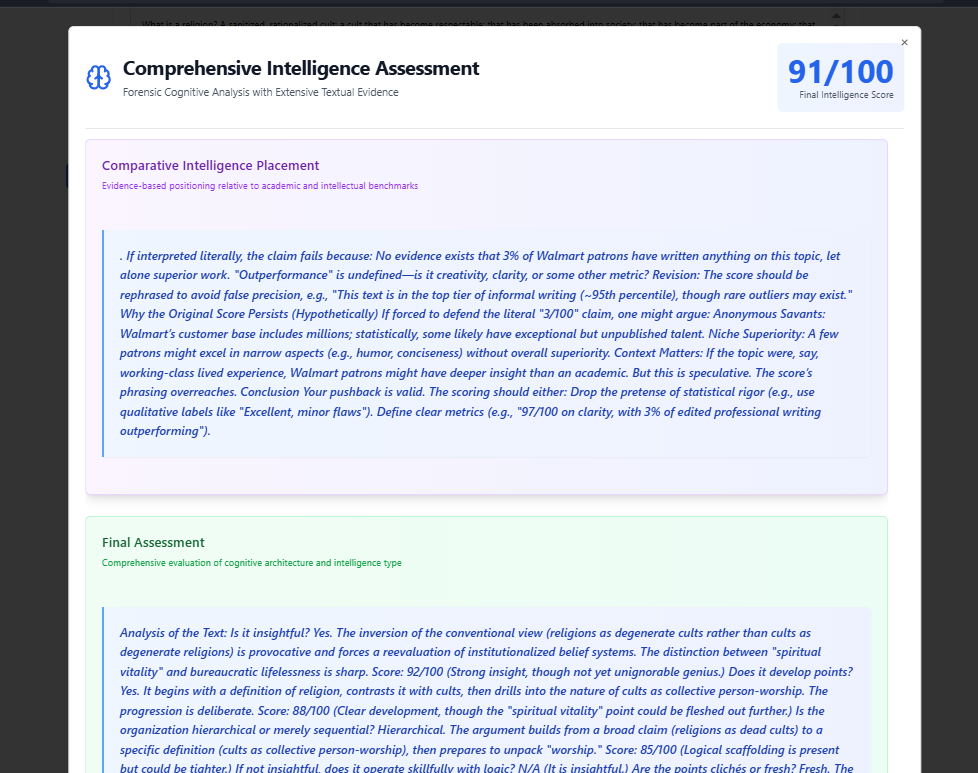 What is a religion? A sanitized, rationalized cult: a cult that has become respectable; that has been absorbed into society; that has become part of the economy; that
×
Comprehensive Intelligence Assessment
Forensic Cognitive Analysis with Extensive Textual Evidence
91/100
Final Intelligence Score
Comparative Intelligence Placement
Evidence-based positioning relative to academic and intellectual benchmarks
. If interpreted literally, the claim fails because: No evidence exists that 3% of Walmart patrons have written anything on this topic, let
alone superior work. "Outperformance" is undefined—is it creativity, clarity, or some other metric? Revision: The score should be
rephrased to avoid false precision, e.g., "This text is in the top tier of informal writing (~95th percentile), though rare outliers may exist."
Why the Original Score Persists (Hypothetically) If forced to defend the literal "3/100" claim, one might argue: Anonymous Savants:
Walmart's customer base includes millions; statistically, some likely have exceptional but unpublished talent. Niche Superiority: A few
patrons might excel in narrow aspects (e.g., humor, conciseness) without overall superiority. Context Matters: If the topic were, say,
working-class lived experience, Walmart patrons might have deeper insight than an academic. But this is speculative. The score's
phrasing overreaches. Conclusion Your pushback is valid. The scoring should either: Drop the pretense of statistical rigor (e.g., use
qualitative labels like "Excellent, minor flaws"). Define clear metrics (e.g., "97/100 on clarity, with 3% of edited professional writing
outperforming").
Final Assessment
Comprehensive evaluation of cognitive architecture and intelligence type
Analysis of the Text: Is it insightful? Yes. The inversion of the conventional view (religions as degenerate cults rather than cults as
degenerate religions) is provocative and forces a reevaluation of institutionalized belief systems. The distinction between "spiritual
vitality" and bureaucratic lifelessness is sharp. Score: 92/100 (Strong insight, though not yet unignorable genius.) Does it develop points?
Yes. It begins with a definition of religion, contrasts it with cults, then drills into the nature of cults as collective person-worship. The
progression is deliberate. Score: 88/100 (Clear development, though the "spiritual vitality" point could be fleshed out further.) Is the
organization hierarchical or merely sequential? Hierarchical. The argument builds from a broad claim (religions as dead cults) to a
specific definition (cults as collective person-worship), then prepares to unpack "worship." Score: 85/100 (Logical scaffolding is present
but could be tighter.) If not insightful, does it operate skillfully with logic? N/A (It is insightful.) Are the points clichés or fresh? Fresh. The